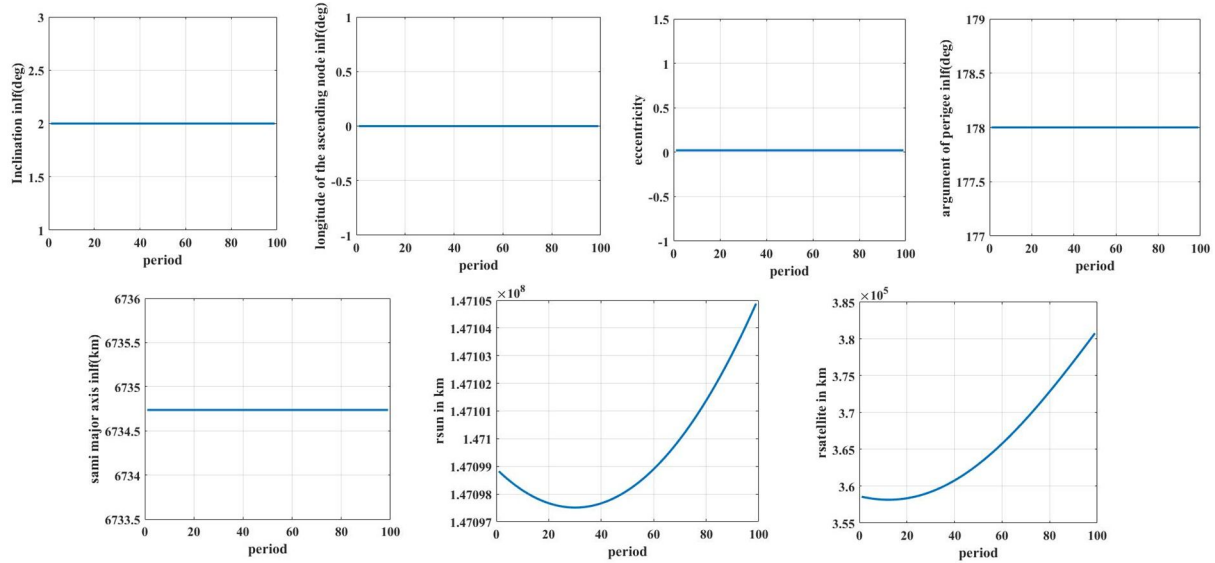 Inclination inlf(deg)
3
2.5
2
1.5
1
0 20 40 60 80 100
period
longitude of the ascending node inlf(deg)
1
0.5
0
-0.5
-1
0 20 40 60 80 100
period
eccentricity
1.5
1
0.5
0
-0.5
-1
0 20 40 60 80 100
period
argument of perigee inlf(deg)
179
178.5
178
177.5
177
0 20 40 60 80 100
period
sami major axis inlf(km)
6736
6735.5
6735
6734.5
6734
6733.5
0 20 40 60 80 100
period
rsun in km
×10⁸
1.47105
1.47104
1.47103
1.47102
1.47101
1.471
1.47099
1.47098
1.47097
0 20 40 60 80 100
period
rsatellite in km
×10⁵
3.85
3.8
3.75
3.7
3.65
3.6
3.55
0 20 40 60 80 100
period